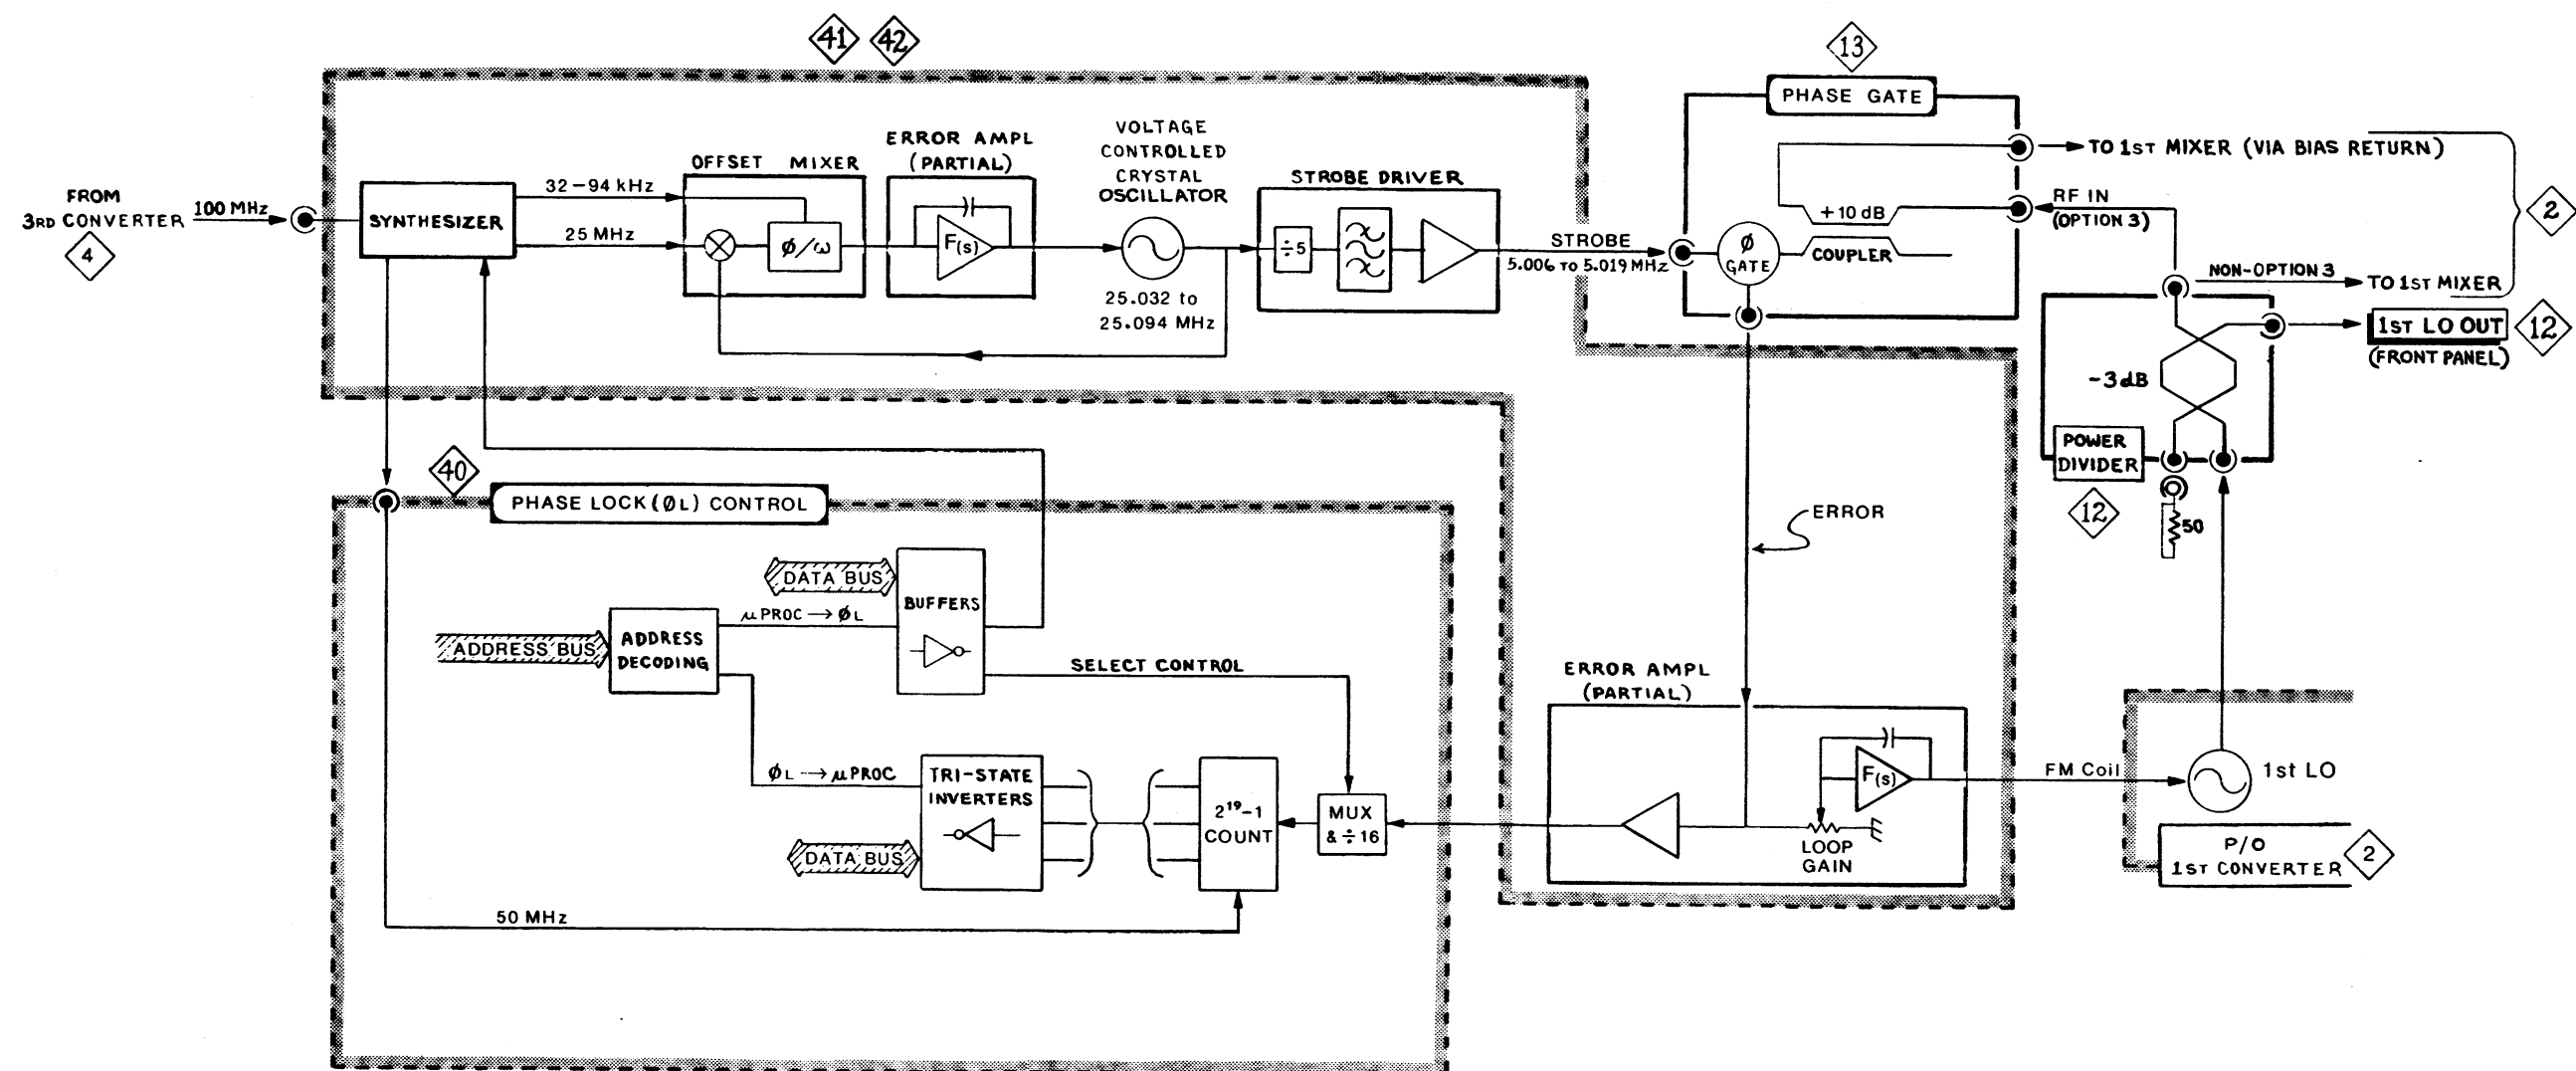 41 42
13
PHASE GATE
FROM
3RD CONVERTER
4
100 MHz
SYNTHESIZER
32-94 kHz
25 MHz
OFFSET MIXER
ϕ/ω
ERROR AMPL
(PARTIAL)
F(s)
VOLTAGE
CONTROLLED
CRYSTAL
OSCILLATOR
25.032 to
25.094 MHz
STROBE DRIVER
÷5
STROBE
5.006 TO 5.019 MHz
ϕ
GATE
+10 dB
COUPLER
TO 1ST MIXER (VIA BIAS RETURN)
RF IN
(OPTION 3)
2
NON-OPTION 3
TO 1ST MIXER
1ST LO OUT
(FRONT PANEL)
12
-3dB
POWER
DIVIDER
12
50
40
PHASE LOCK (ØL) CONTROL
DATA BUS
BUFFERS
μPROC → ϕL
ADDRESS BUS
ADDRESS
DECODING
SELECT CONTROL
ϕL → μPROC
TRI-STATE
INVERTERS
DATA BUS
2¹⁹-1
COUNT
MUX
& ÷ 16
50 MHz
ERROR
ERROR AMPL
(PARTIAL)
F(s)
LOOP
GAIN
FM Coil
1st LO
P/O
1ST CONVERTER
2